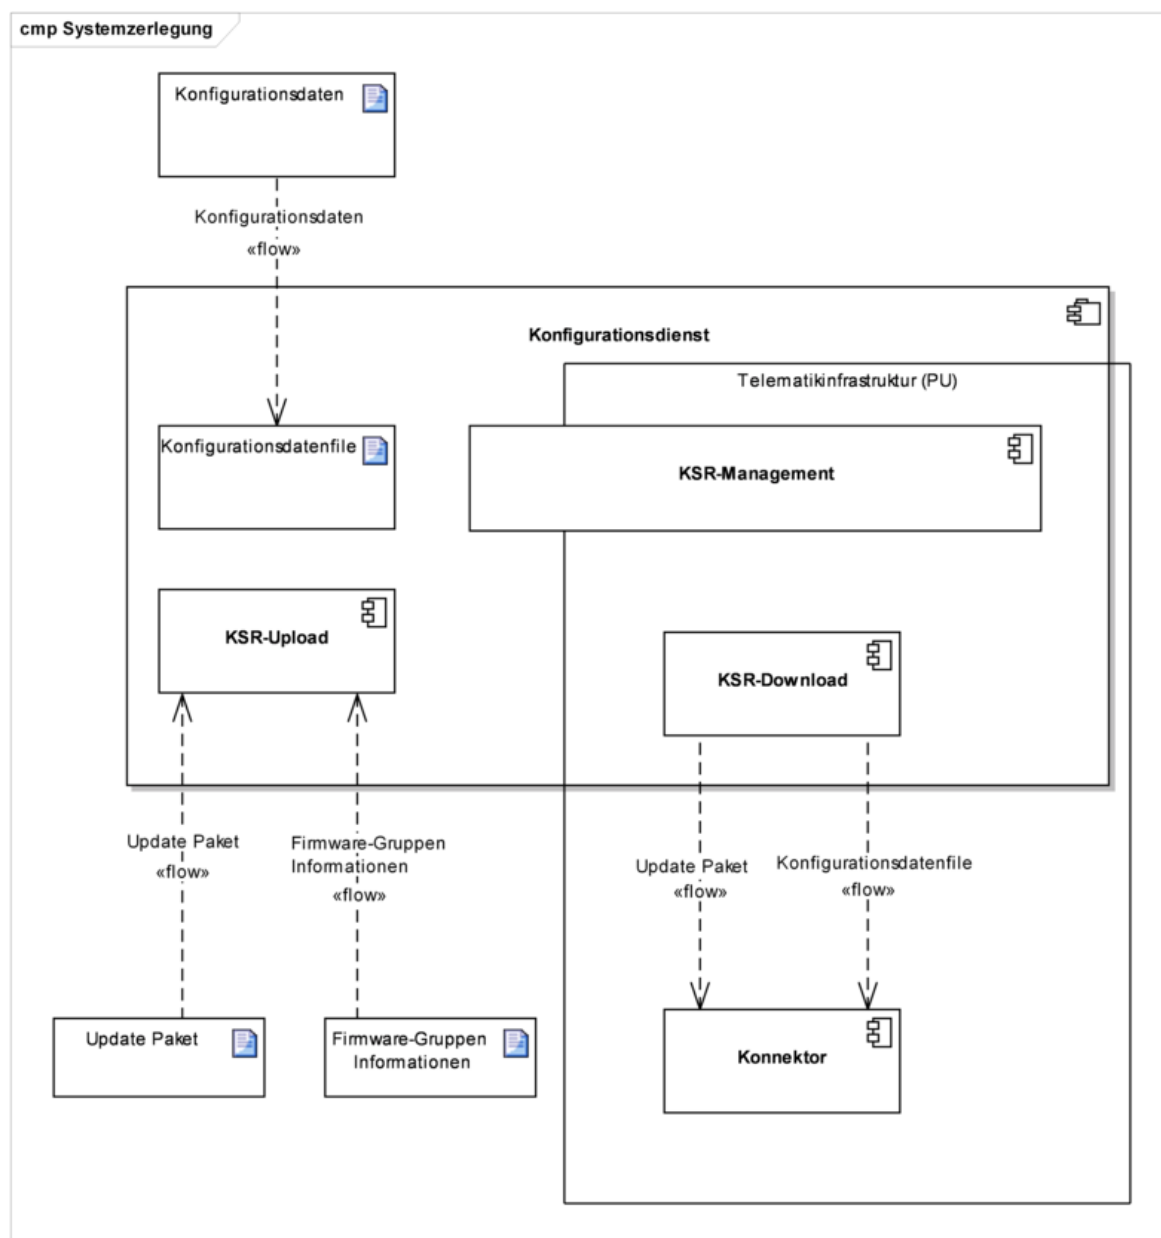 cmp Systemzerlegung
Konfigurationsdaten
Konfigurationsdaten
«flow»
Konfigurationsdienst
Telematikinfrastruktur (PU)
Konfigurationsdatenfile
KSR-Management
KSR-Upload
KSR-Download
Update Paket
«flow»
Firmware-Gruppen
Informationen
«flow»
Update Paket
«flow»
Konfigurationsdatenfile
«flow»
Update Paket
Firmware-Gruppen
Informationen
Konnektor